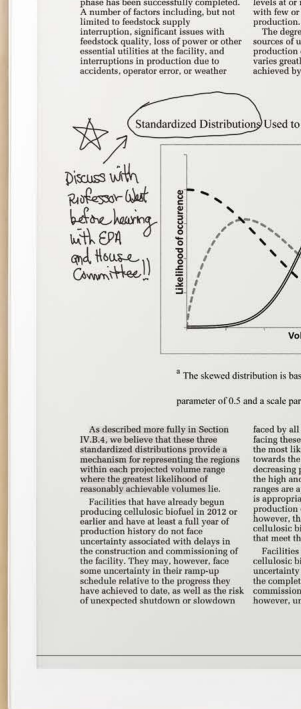 phase has been successfully completed.
A number of factors including, but not
limited to feedstock supply
interruption, significant issues with
feedstock quality, loss of power or other
essential utilities at the facility, and
interruptions in production due to
accidents, operator error, or weather
levels at or
with few or
production.
The degre
sources of u
production
varies great
achieved by
Standardized Distributions Used to
Discuss with
Professor West
before hearing
with EPA
and House
Committee!!
Likelihood of occurence
Vol
a The skewed distribution is bas
parameter of 0.5 and a scale par
As described more fully in Section
IV.B.4, we believe that these three
standardized distributions provide a
mechanism for representing the regions
within each projected volume range
where the greatest likelihood of
reasonably achievable volumes lie.
Facilities that have already begun
producing cellulosic biofuel in 2012 or
earlier and have at least a full year of
production history do not face
uncertainty associated with delays in
the construction and commissioning of
the facility. They may, however, face
some uncertainty in their ramp-up
schedule relative to the progress they
have achieved to date, as well as the risk
of unexpected shutdown or slowdown
faced by all
facing these
the most lik
towards the
decreasing p
the high and
ranges are a
is appropria
production
however, th
cellulosic bi
that meet th
Facilities
cellulosic bi
uncertainty
the complet
commission
however, un